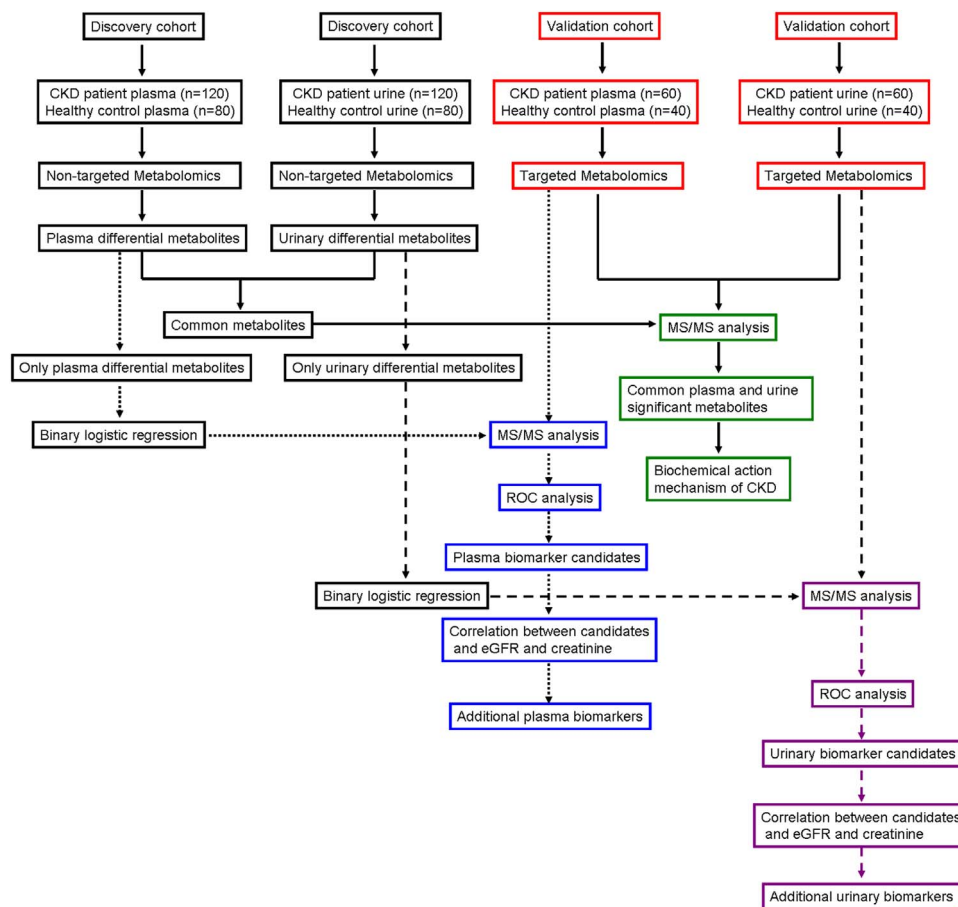 Discovery cohort
Discovery cohort
Validation cohort
Validation cohort
CKD patient plasma (n=120)
Healthy control plasma (n=80)
CKD patient urine (n=120)
Healthy control urine (n=80)
CKD patient plasma (n=60)
Healthy control plasma (n=40)
CKD patient urine (n=60)
Healthy control urine (n=40)
Non-targeted Metabolomics
Non-targeted Metabolomics
Targeted Metabolomics
Targeted Metabolomics
Plasma differential metabolites
Urinary differential metabolites
Common metabolites
MS/MS analysis
Only plasma differential metabolites
Only urinary differential metabolites
Common plasma and urine
significant metabolites
Binary logistic regression
MS/MS analysis
Biochemical action
mechanism of CKD
ROC analysis
Plasma biomarker candidates
Binary logistic regression
MS/MS analysis
Correlation between candidates
and eGFR and creatinine
ROC analysis
Additional plasma biomarkers
Urinary biomarker candidates
Correlation between candidates
and eGFR and creatinine
Additional urinary biomarkers